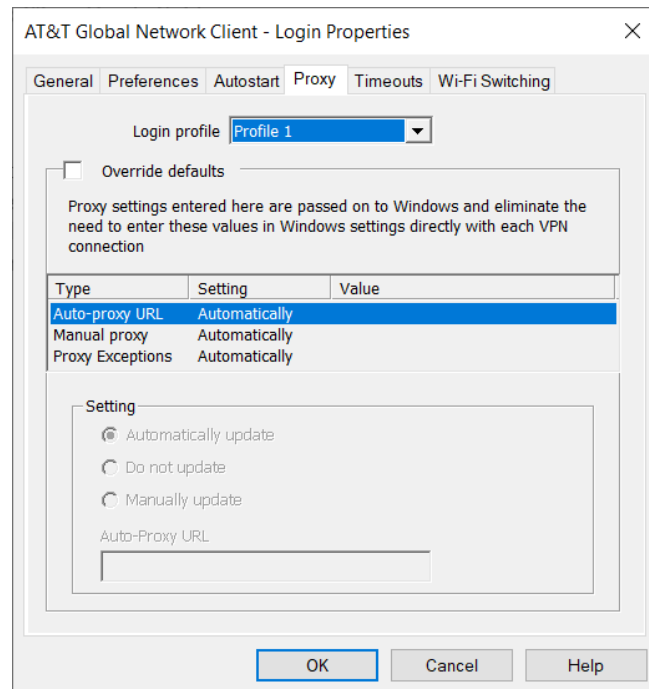 AT&T Global Network Client - Login Properties
General Preferences Autostart Proxy Timeouts Wi-Fi Switching
Login profile Profile 1
Override defaults
Proxy settings entered here are passed on to Windows and eliminate the
need to enter these values in Windows settings directly with each VPN
connection
Type Setting Value
Auto-proxy URL Automatically
Manual proxy Automatically
Proxy Exceptions Automatically
Setting
Automatically update
Do not update
Manually update
Auto-Proxy URL
OK Cancel Help